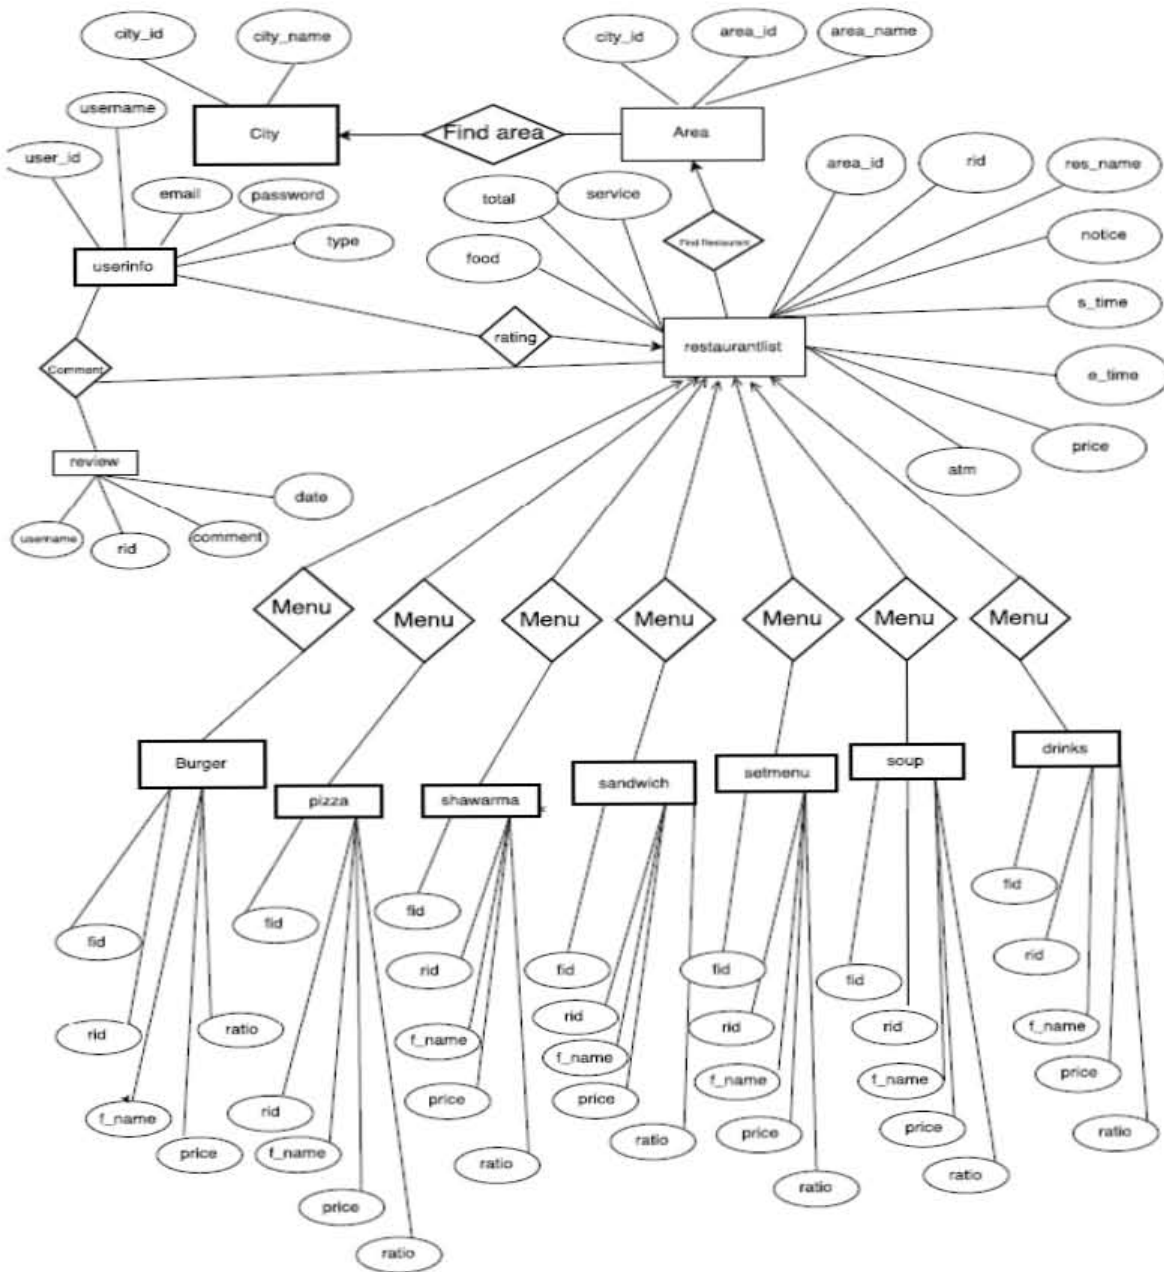 city_id
city_name
city_id
area_id
area_name
username
City
Find area
Area
user_id
email
password
total
service
area_id
rid
res_name
type
Find Restaurant
notice
userinfo
food
s_time
rating
restaurantlist
Comment
e_time
review
price
atm
date
username
rid
comment
Menu
Menu
Menu
Menu
Menu
Menu
Menu
Burger
pizza
shawarma
sandwich
setmenu
soup
drinks
fid
rid
f_name
price
ratio
fid
rid
f_name
price
ratio
fid
rid
f_name
price
ratio
fid
rid
f_name
price
ratio
fid
rid
f_name
price
ratio
fid
rid
f_name
price
ratio
fid
rid
f_name
price
ratio